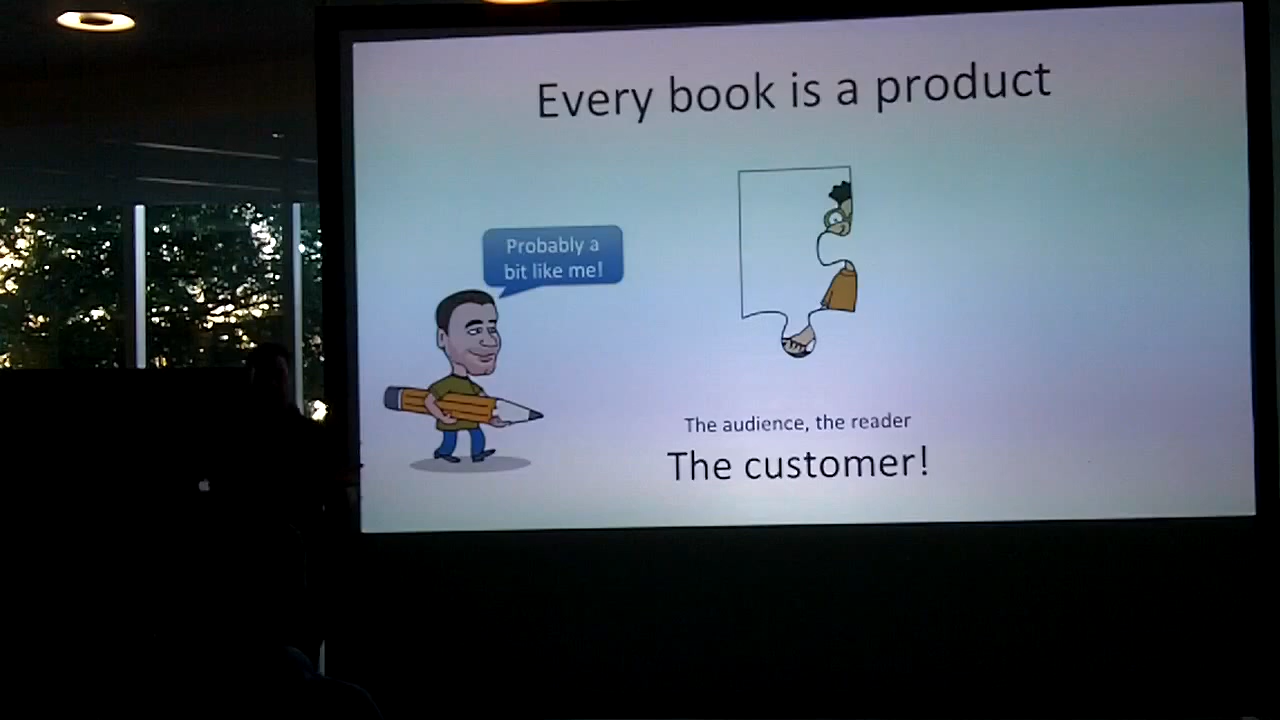 Every book is a product
Probably a
bit like me!
The audience, the reader
The customer!